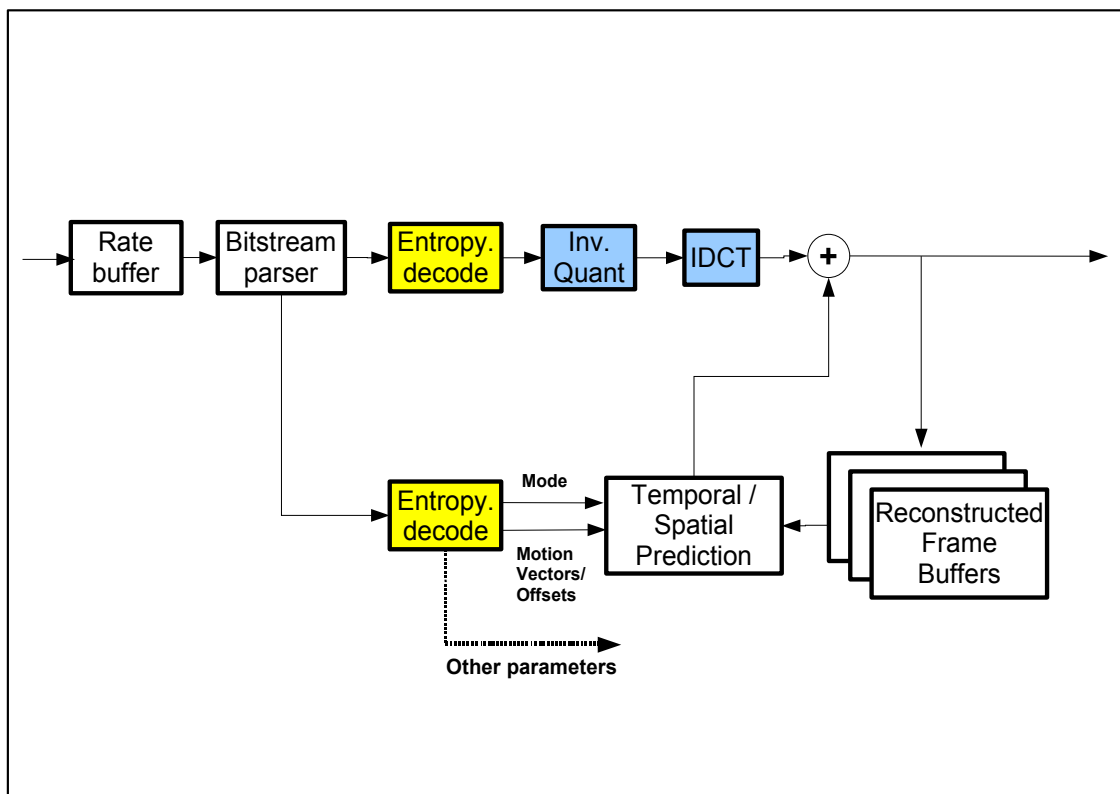 Rate
buffer
Bitstream
parser
Entropy.
decode
Inv.
Quant
IDCT
+
Entropy.
decode
Mode
Motion
Vectors/
Offsets
Temporal /
Spatial
Prediction
Reconstructed
Frame
Buffers
Other parameters